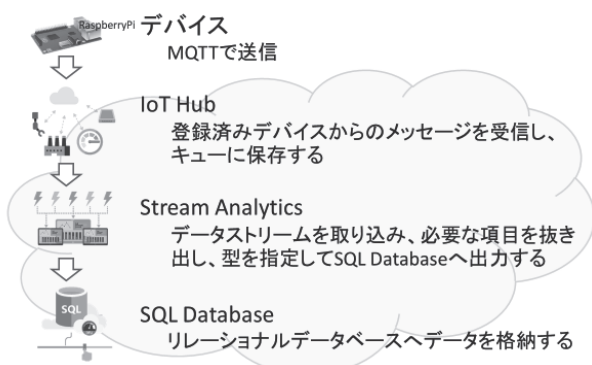 RaspberryPi デバイス
MQTTで送信
IoT Hub
登録済みデバイスからのメッセージを受信し、
キューに保存する
Stream Analytics
データストリームを取り込み、必要な項目を抜き
出し、型を指定してSQL Databaseへ出力する
SQL
SQL Database
リレーショナルデータベースへデータを格納する